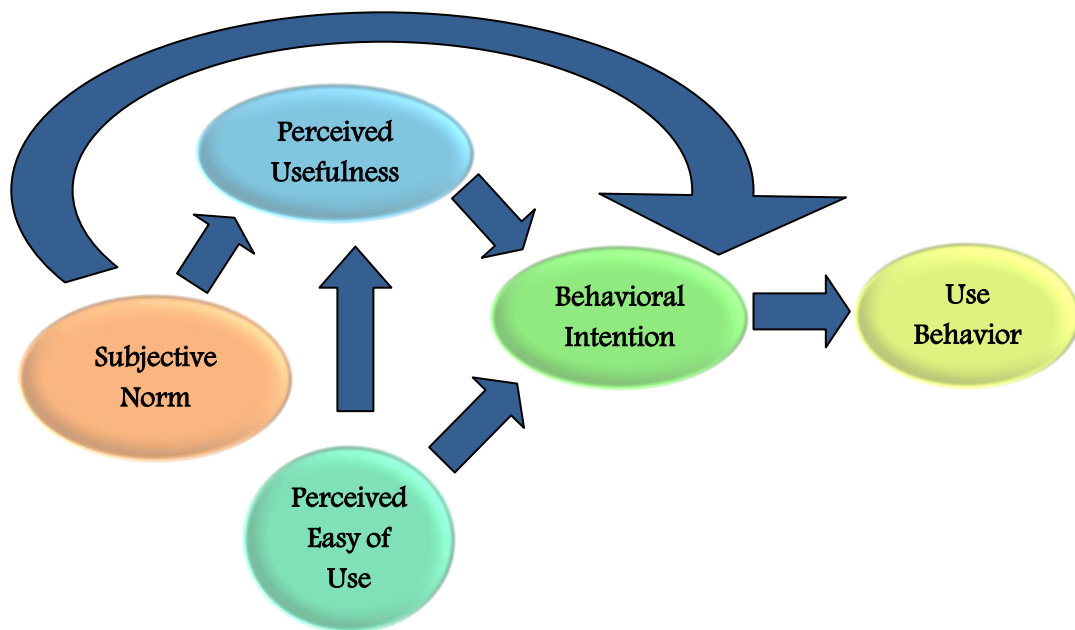 Perceived
Usefulness
Behavioral
Intention
Use
Behavior
Subjective
Norm
Perceived
Easy of
Use